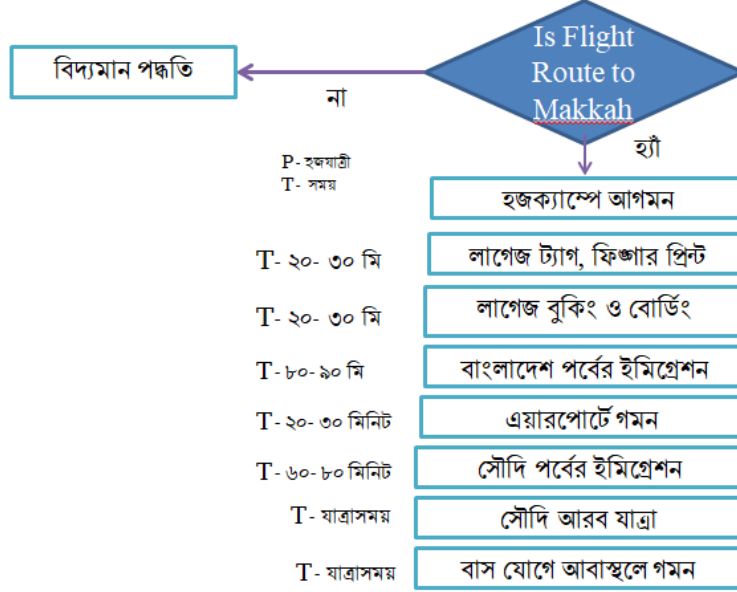 Is Flight
Route to
Makkah
বিদ্যমান পদ্ধতি
না
হ্যাঁ
P- হজযাত্রী
T- সময়
হজক্যাম্পে আগমন
T- ২০- ৩০ মি
লাগেজ ট্যাগ, ফিঙ্গার প্রিন্ট
T- ২০- ৩০ মি
লাগেজ বুকিং ও বোর্ডিং
T- ৮০-৯০ মি
বাংলাদেশ পর্বের ইমিগ্রেশন
T- ২০-৩০ মিনিট
এয়ারপোর্টে গমন
T- ৬০-৮০ মিনিট
সৌদি পর্বের ইমিগ্রেশন
T- যাত্রাসময়
সৌদি আরব যাত্রা
T- যাত্রাসময়
বাস যোগে আবাস্থলে গমন